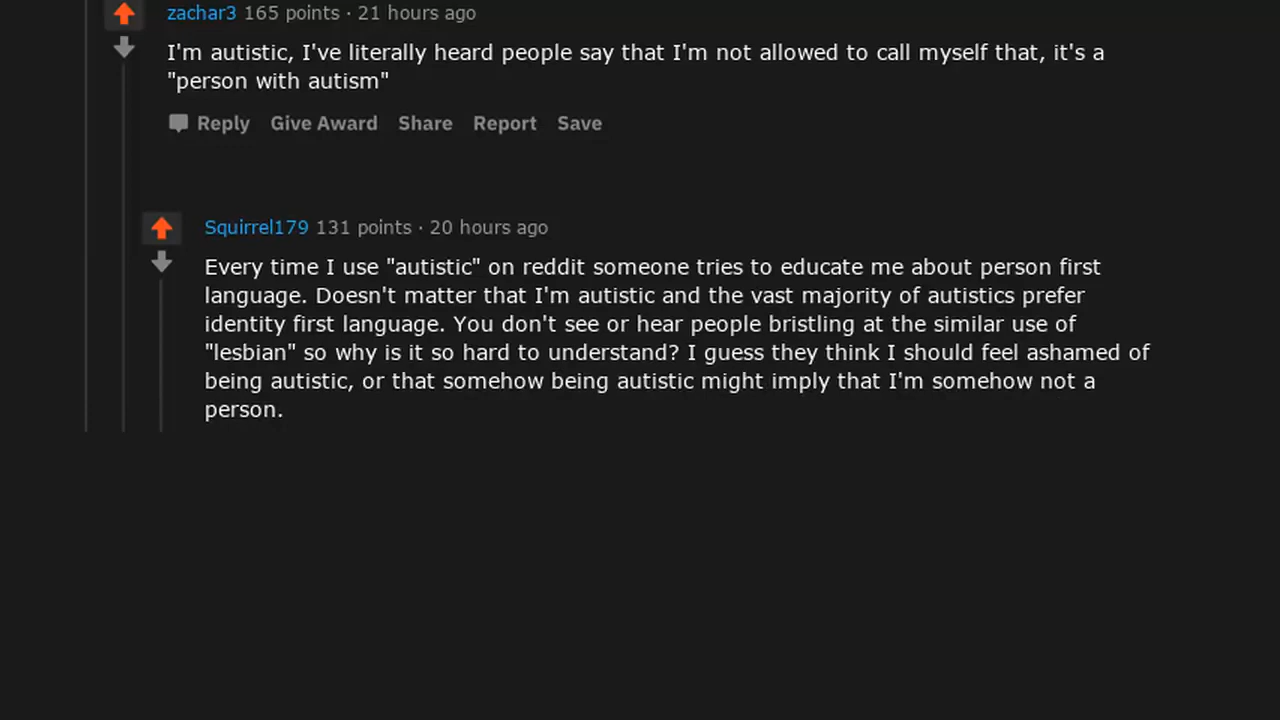 zachar3 165 points · 21 hours ago
I'm autistic, I've literally heard people say that I'm not allowed to call myself that, it's a
"person with autism"
Reply Give Award Share Report Save
Squirrel179 131 points · 20 hours ago
Every time I use "autistic" on reddit someone tries to educate me about person first
language. Doesn't matter that I'm autistic and the vast majority of autistics prefer
identity first language. You don't see or hear people bristling at the similar use of
"lesbian" so why is it so hard to understand? I guess they think I should feel ashamed of
being autistic, or that somehow being autistic might imply that I'm somehow not a
person.